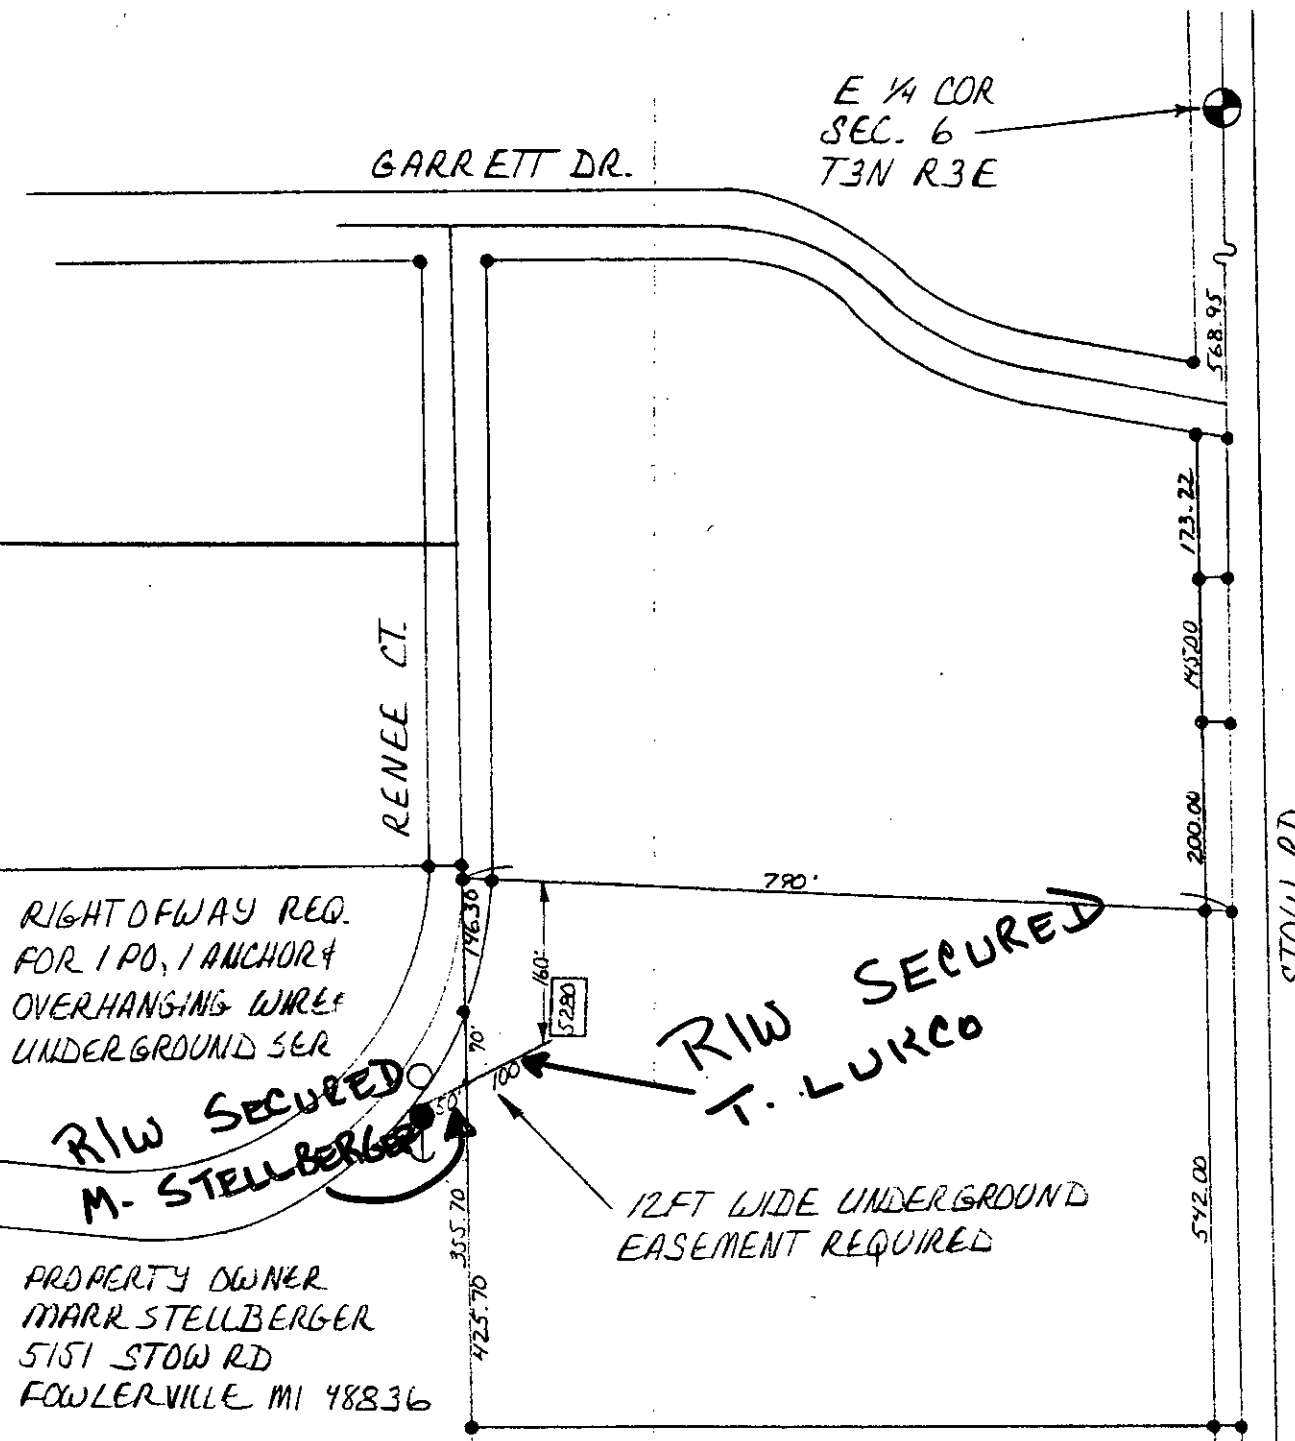 E ¼ COR
SEC. 6
T3N R3E
GARRETT DR.
568.95
173.22
145.00
RENEE CT.
200.00
STOW RD
790'
RIGHT OF WAY REQ.
FOR 1 PO, 1 ANCHOR &
OVERHANGING WIRE &
UNDERGROUND SER
146.30
160'
5280
70'
100'
50'
R/W SECURED
T. LUKCO
R/W SECURED
M. STELLBERGER
12FT WIDE UNDERGROUND
EASEMENT REQUIRED
355.70
542.00
425.70
PROPERTY OWNER
MARK STELLBERGER
5151 STOW RD
FOWLERVILLE MI 48836